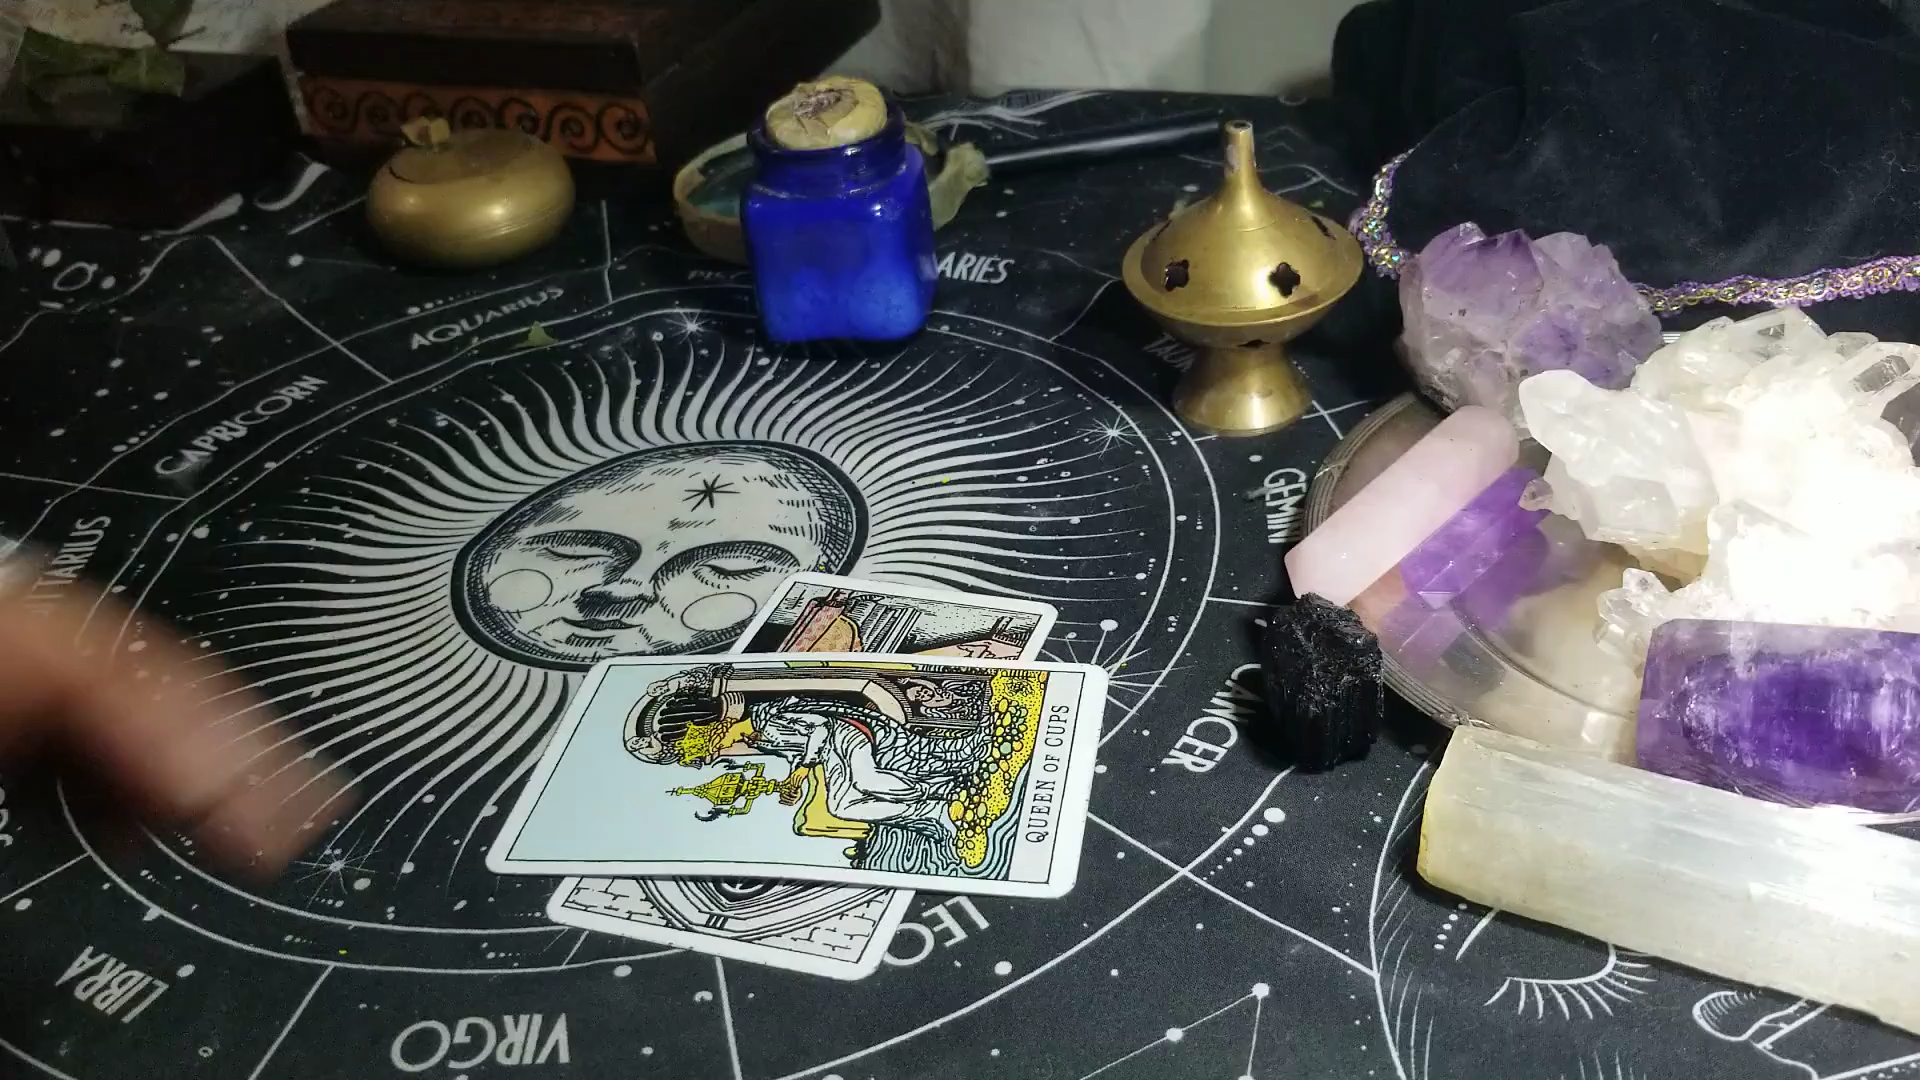 ARIES
AQUARIUS
CAPRICORN
GEMINI
CANCER
QUEEN OF CUPS
LEO
LIBRA
VIRGO